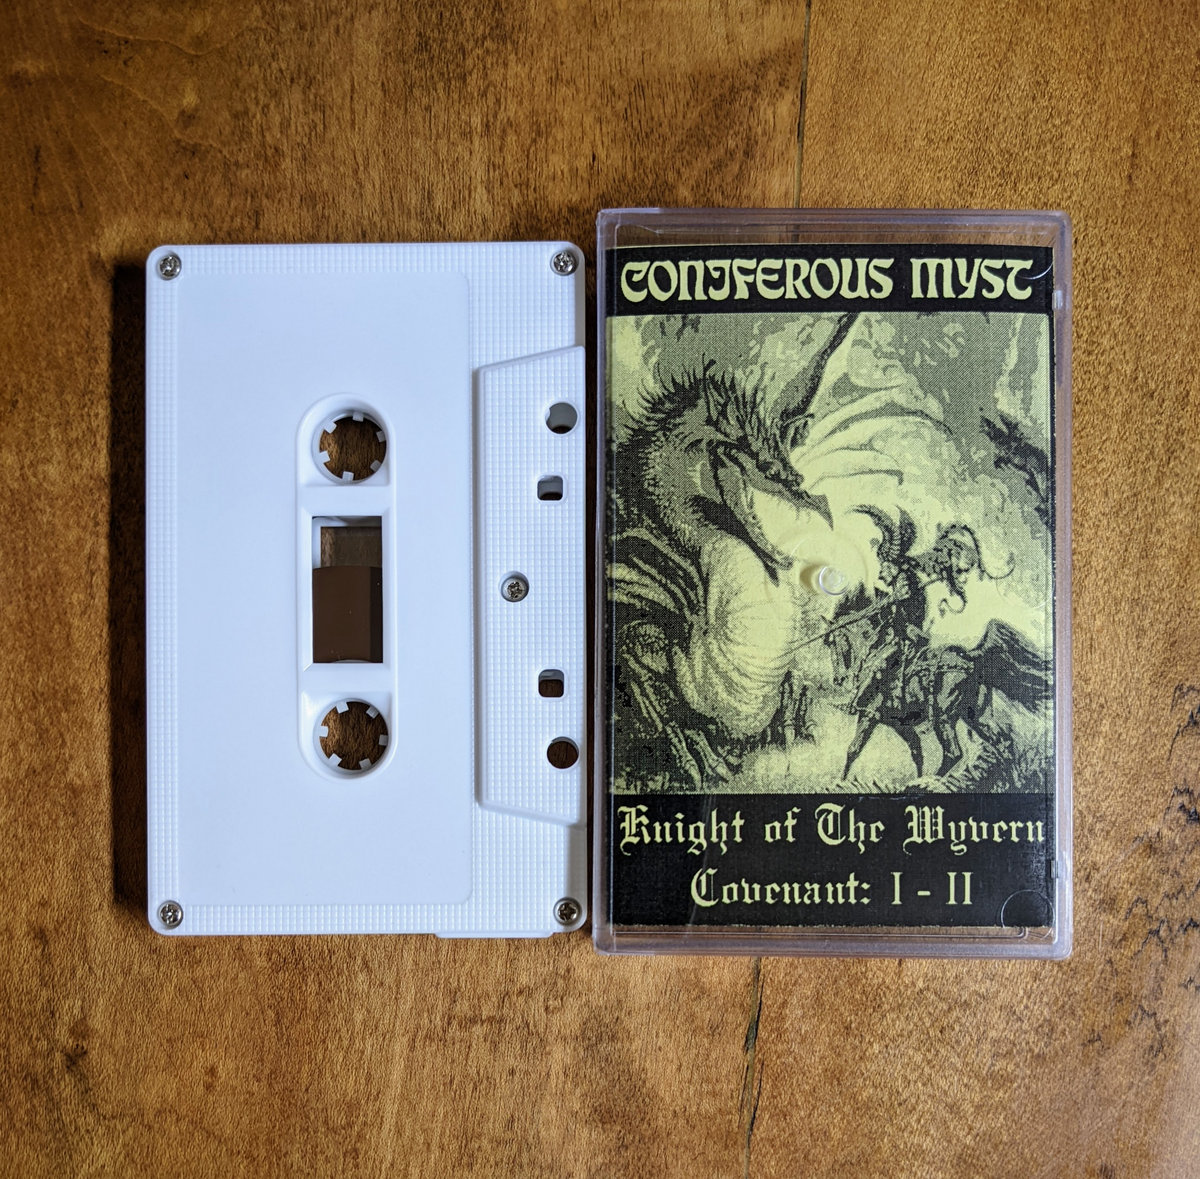 CONIFEROUS MYST
Knight of The Wyvern
Covenant: I - II